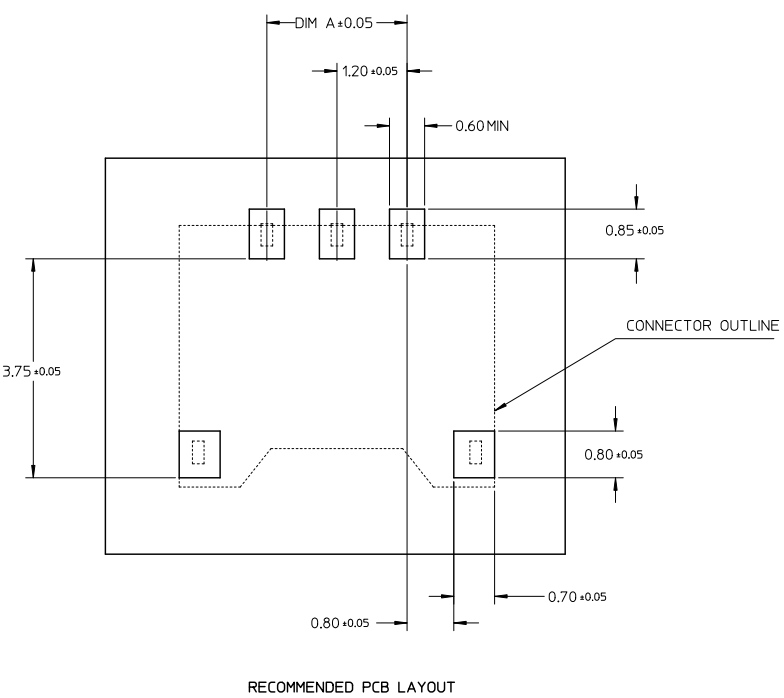 DIM A±0.05
1.20 ±0.05
0.60 MIN
0.85 ±0.05
CONNECTOR OUTLINE
3.75 ±0.05
0.80 ±0.05
0.70 ±0.05
0.80 ±0.05
RECOMMENDED PCB LAYOUT